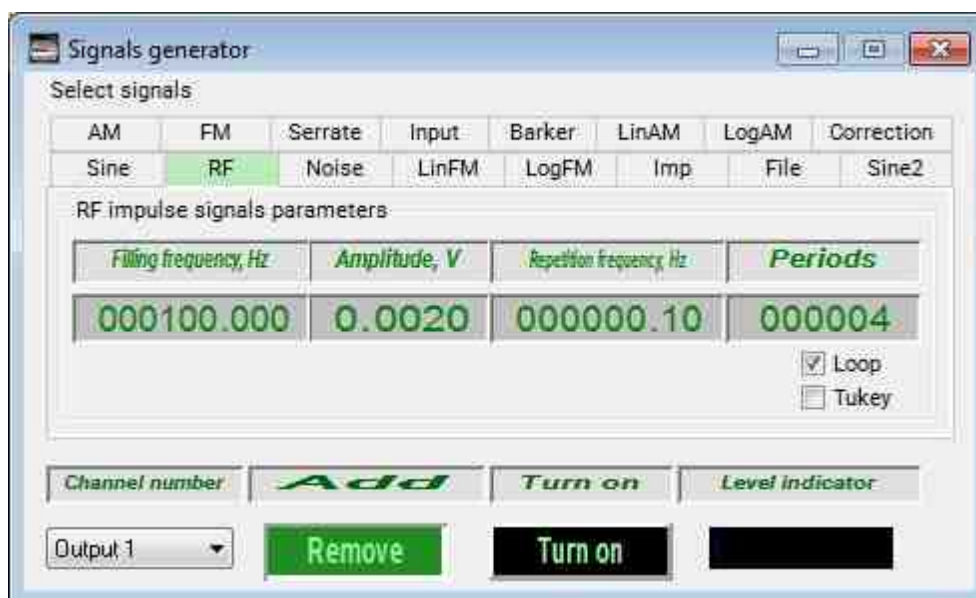 Signals generator
Select signals
AM FM Serrate Input Barker LinAM LogAM Correction
Sine RF Noise LinFM LogFM Imp File Sine2
RF impulse signals parameters
Filling frequency, Hz Amplitude, V Repetition frequency, Hz Periods
000100.000 0.0020 000000.10 000004
Loop
Tukey
Channel number Add Turn on Level indicator
Output 1 Remove Turn on